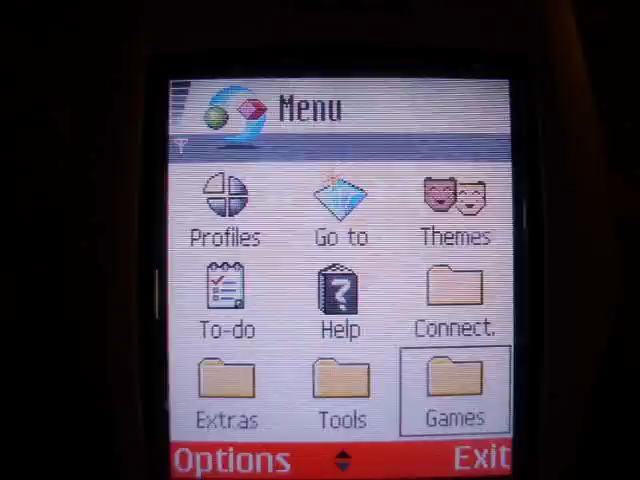 Menu
Profiles Go to Themes
To-do Help Connect.
Extras Tools Games
Options Exit